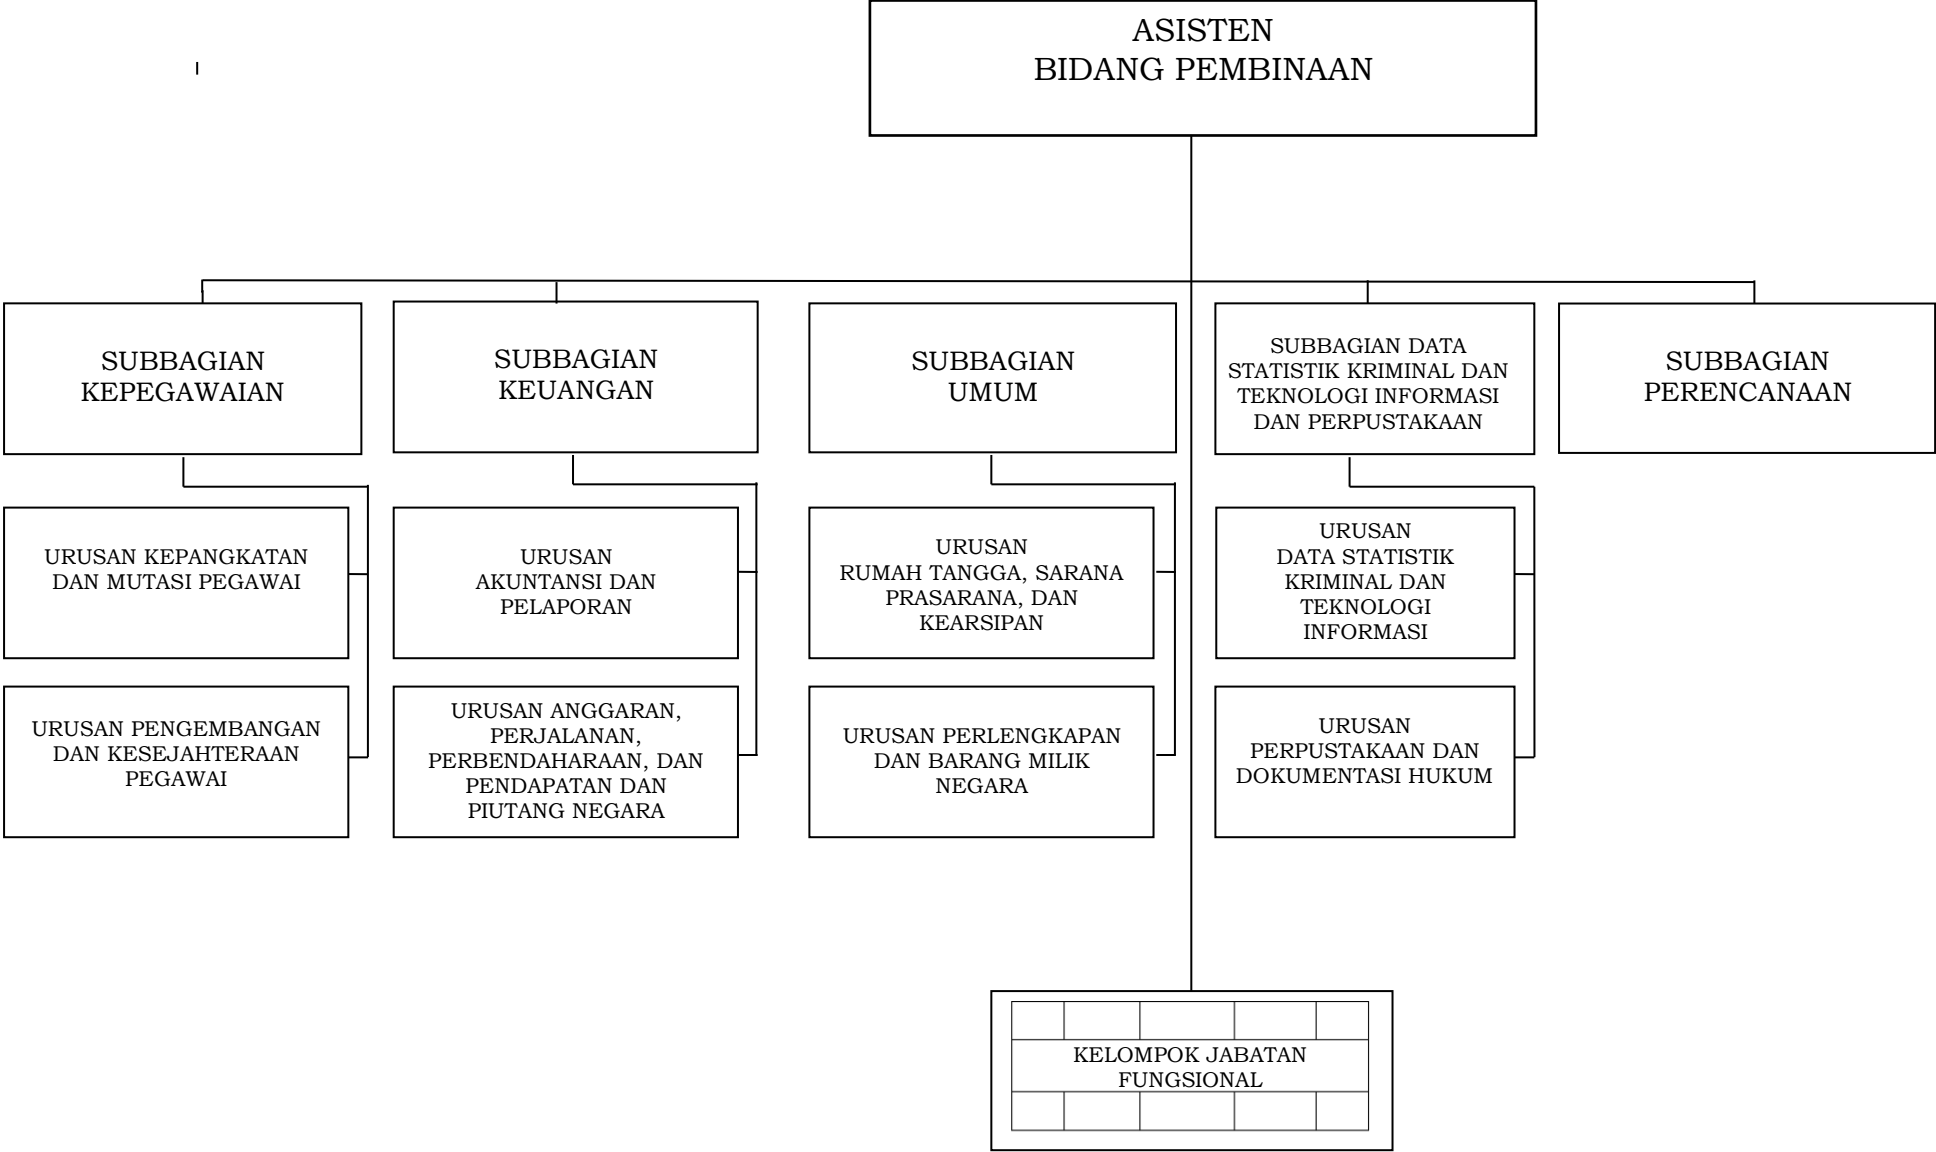 ASISTEN
BIDANG PEMBINAAN
SUBBAGIAN
KEPEGAWAIAN
SUBBAGIAN
KEUANGAN
SUBBAGIAN
UMUM
SUBBAGIAN DATA
STATISTIK KRIMINAL DAN
TEKNOLOGI INFORMASI
DAN PERPUSTAKAAN
SUBBAGIAN
PERENCANAAN
URUSAN KEPANGKATAN
DAN MUTASI PEGAWAI
URUSAN
AKUNTANSI DAN
PELAPORAN
URUSAN
RUMAH TANGGA, SARANA
PRASARANA, DAN
KEARSIPAN
URUSAN
DATA STATISTIK
KRIMINAL DAN
TEKNOLOGI
INFORMASI
URUSAN PENGEMBANGAN
DAN KESEJAHTERAAN
PEGAWAI
URUSAN ANGGARAN,
PERJALANAN,
PERBENDAHARAAN, DAN
PENDAPATAN DAN
PIUTANG NEGARA
URUSAN PERLENGKAPAN
DAN BARANG MILIK
NEGARA
URUSAN
PERPUSTAKAAN DAN
DOKUMENTASI HUKUM
KELOMPOK JABATAN
FUNGSIONAL